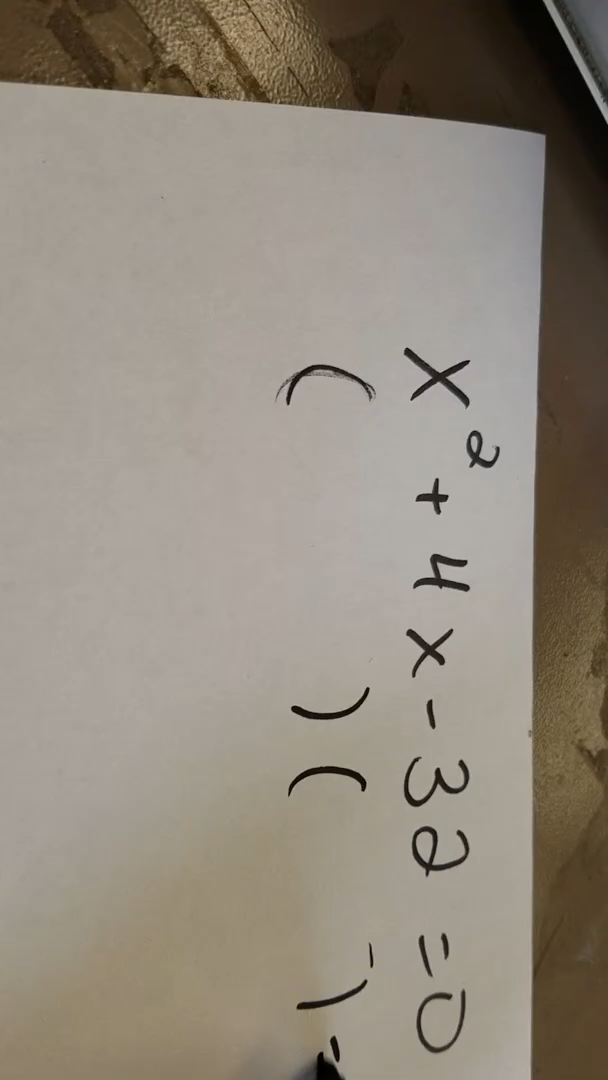 x² + 4x - 32 = 0
(      )(      )